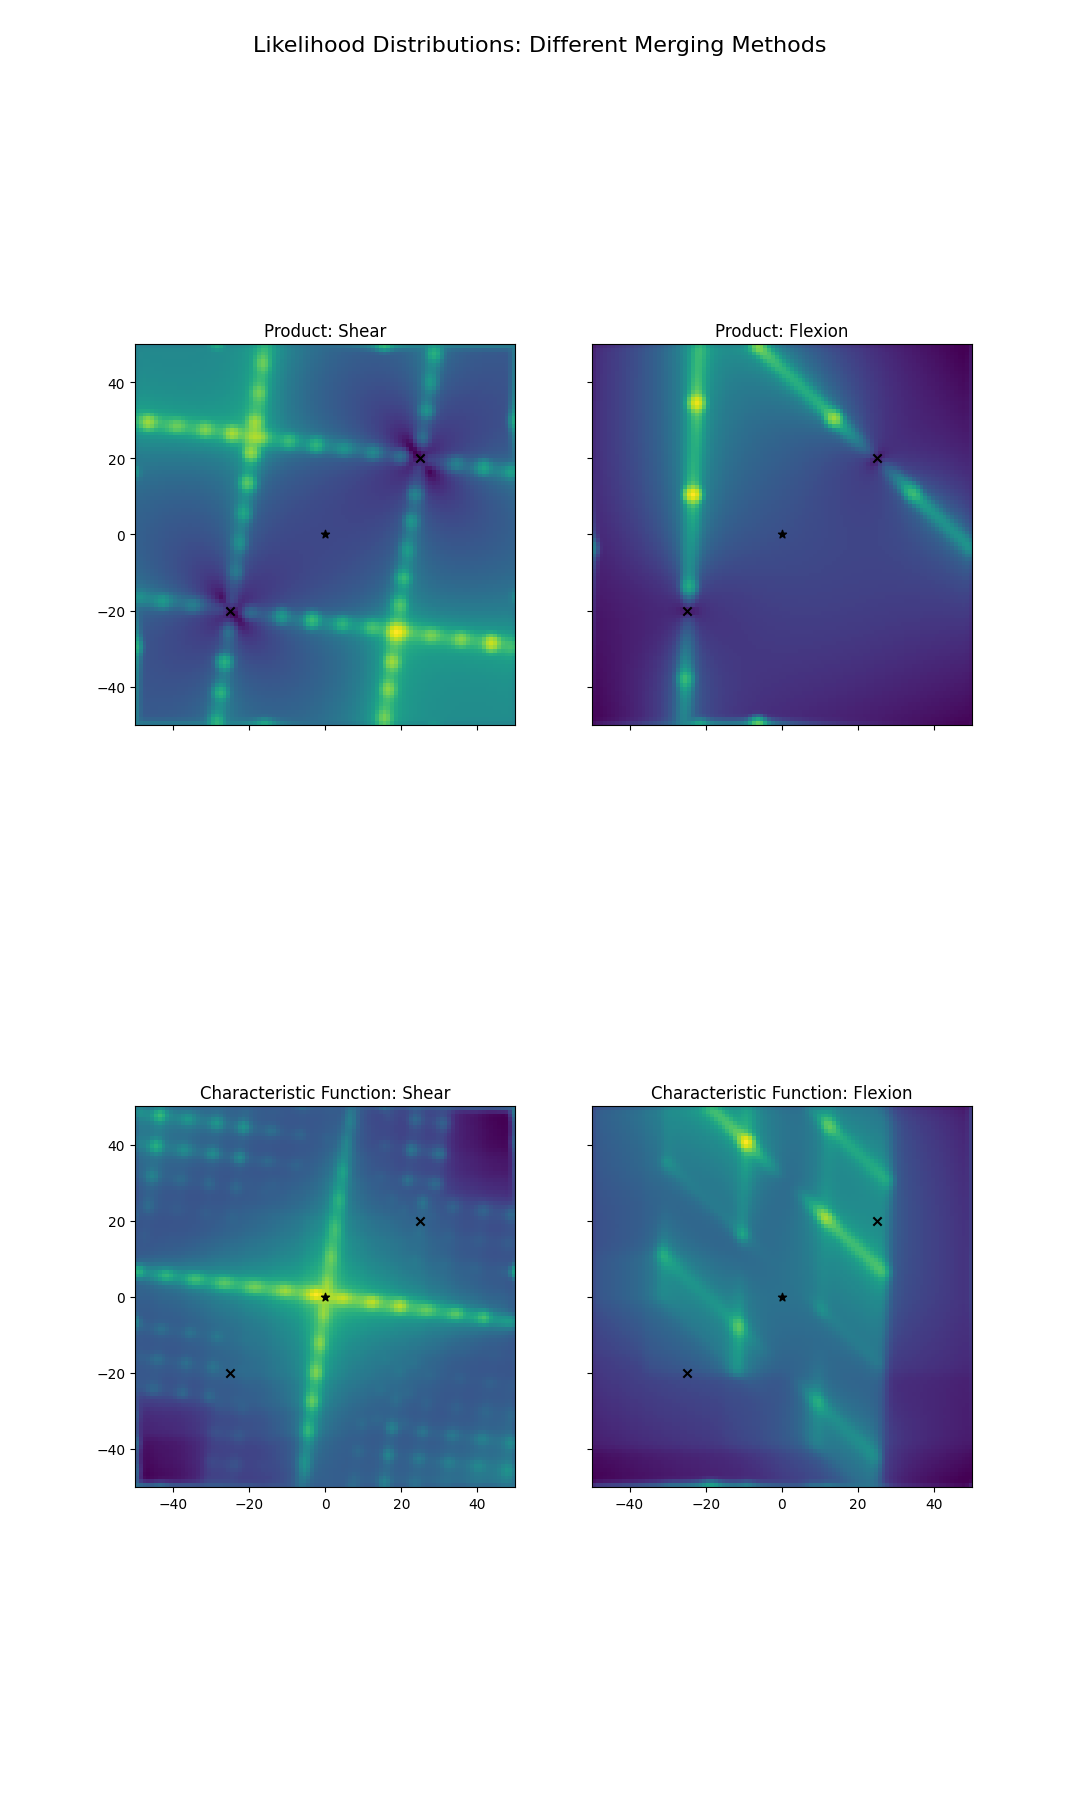 Likelihood Distributions: Different Merging Methods
Product: Shear
Product: Flexion
40
20
0
−20
−40
Characteristic Function: Shear
Characteristic Function: Flexion
40
20
0
−20
−40
−40 −20 0 20 40
−40 −20 0 20 40